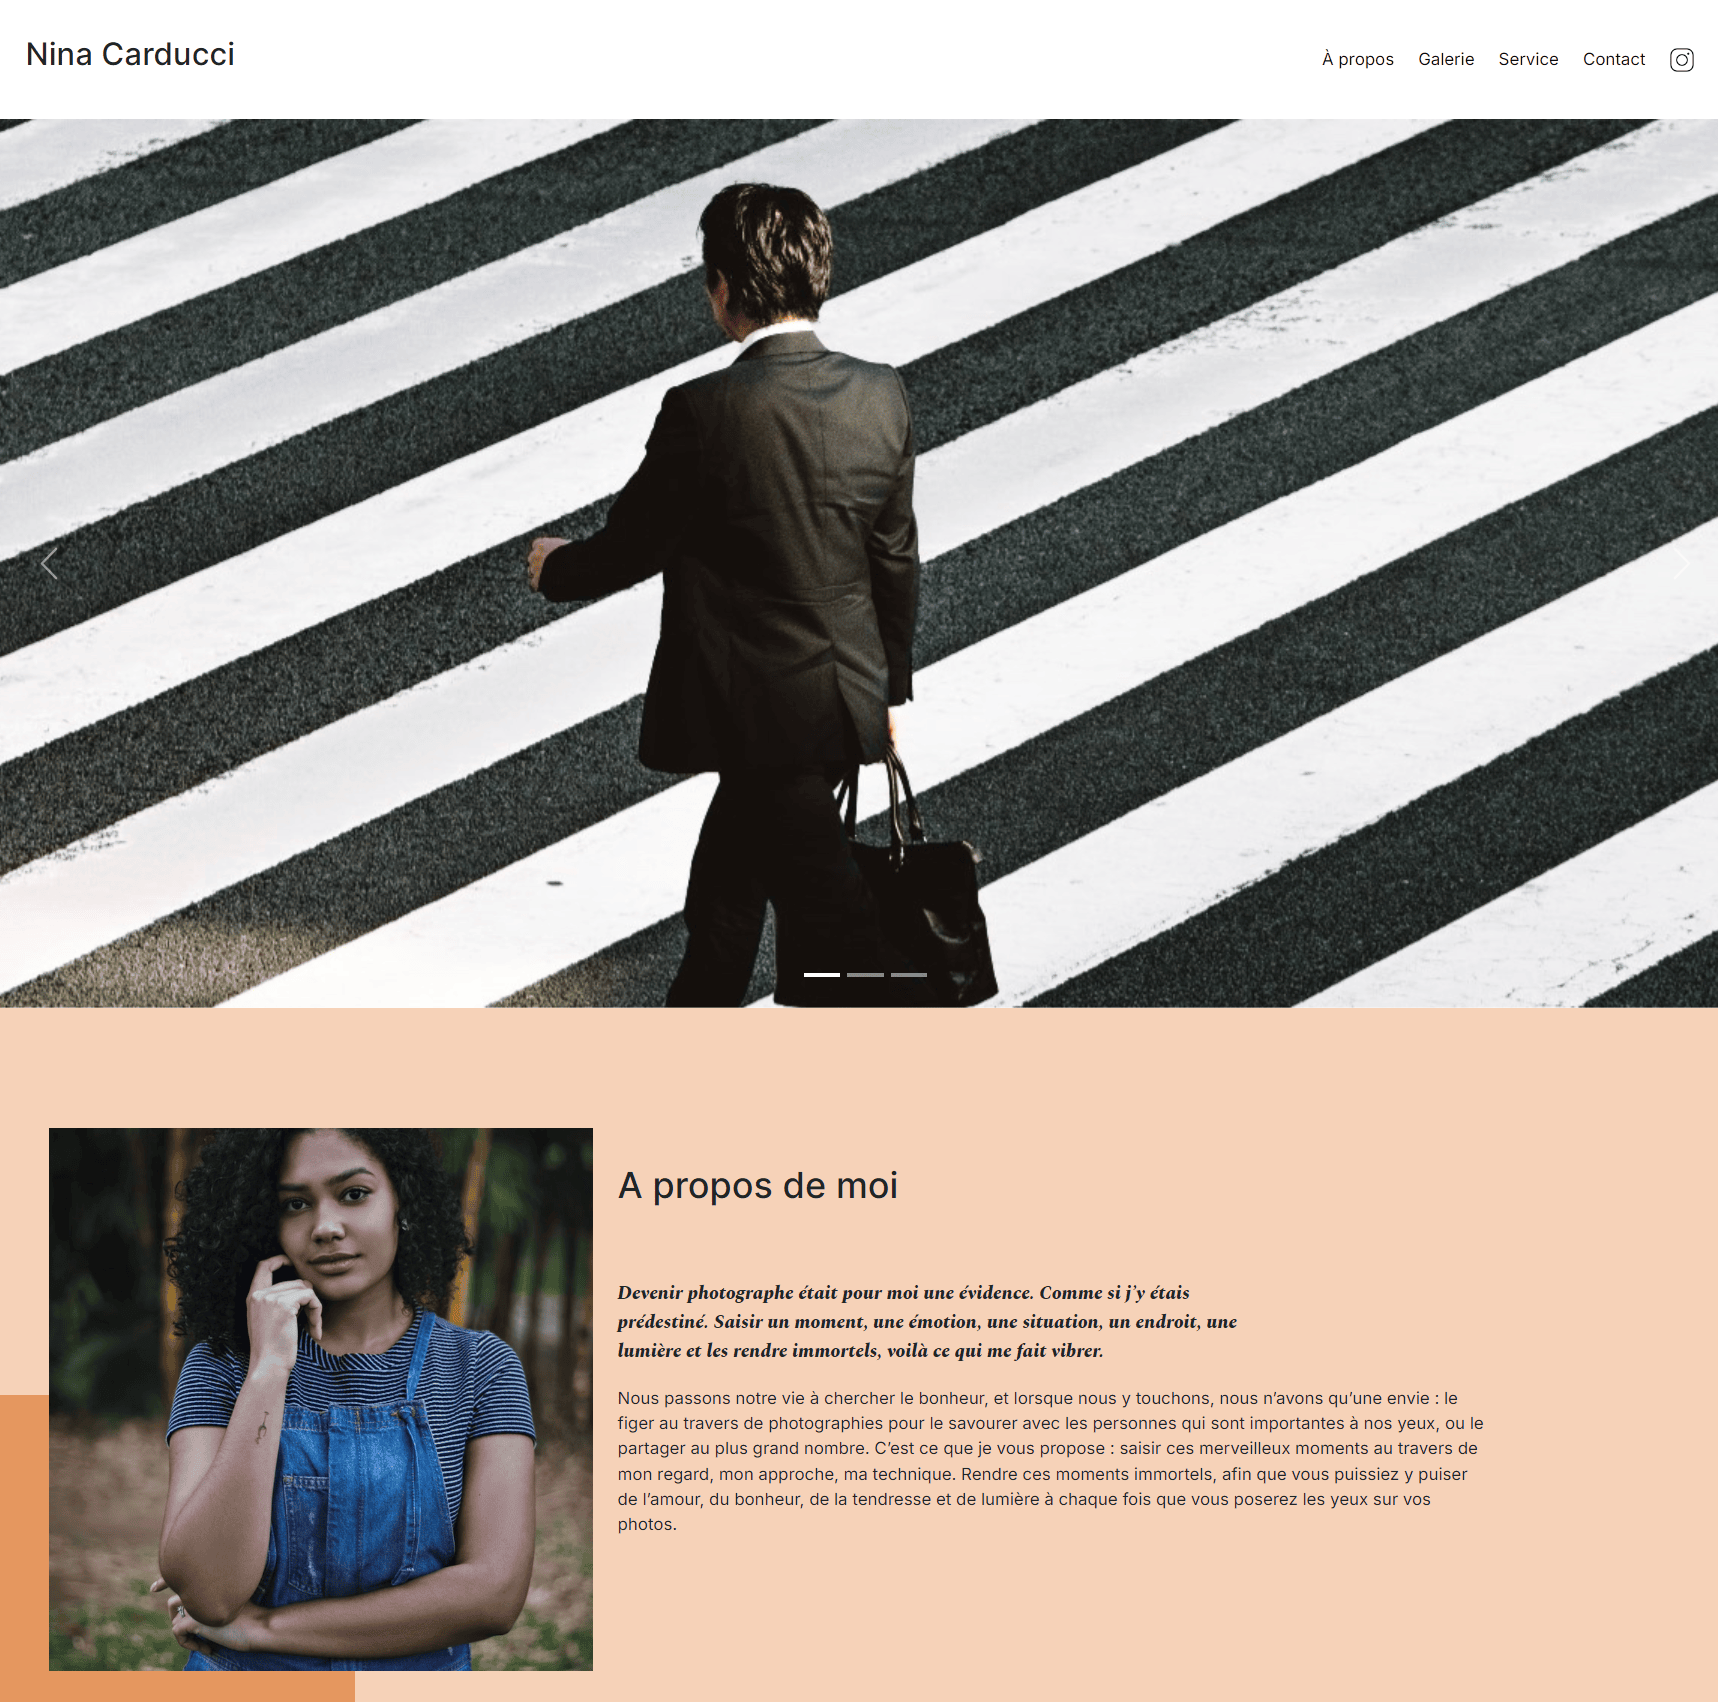 Nina Carducci
À propos Galerie Service Contact
A propos de moi
Devenir photographe était pour moi une évidence. Comme si j’y étais
prédestiné. Saisir un moment, une émotion, une situation, un endroit, une
lumière et les rendre immortels, voilà ce qui me fait vibrer.
Nous passons notre vie à chercher le bonheur, et lorsque nous y touchons, nous n’avons qu’une envie : le
figer au travers de photographies pour le savourer avec les personnes qui sont importantes à nos yeux, ou le
partager au plus grand nombre. C’est ce que je vous propose : saisir ces merveilleux moments au travers de
mon regard, mon approche, ma technique. Rendre ces moments immortels, afin que vous puissiez y puiser
de l’amour, du bonheur, de la tendresse et de lumière à chaque fois que vous poserez les yeux sur vos
photos.